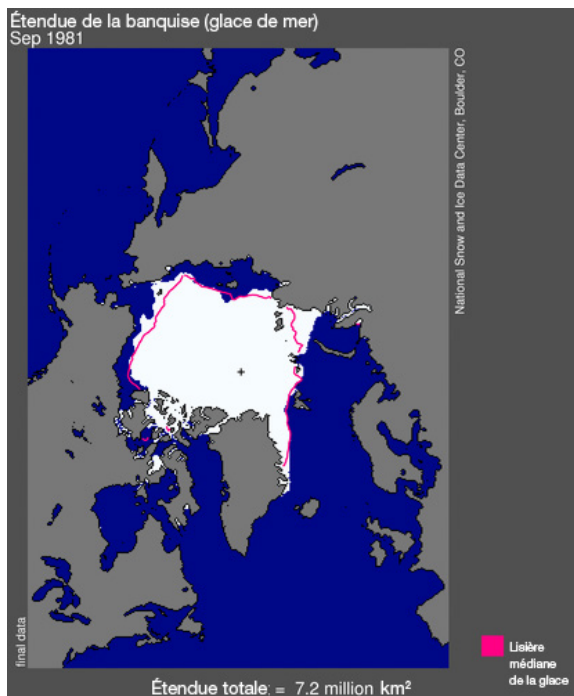 Étendue de la banquise (glace de mer)
Sep 1981
National Snow and Ice Data Center, Boulder, CO
final data
Lisière
médiane
de la glace
Étendue totale: = 7.2 million km²